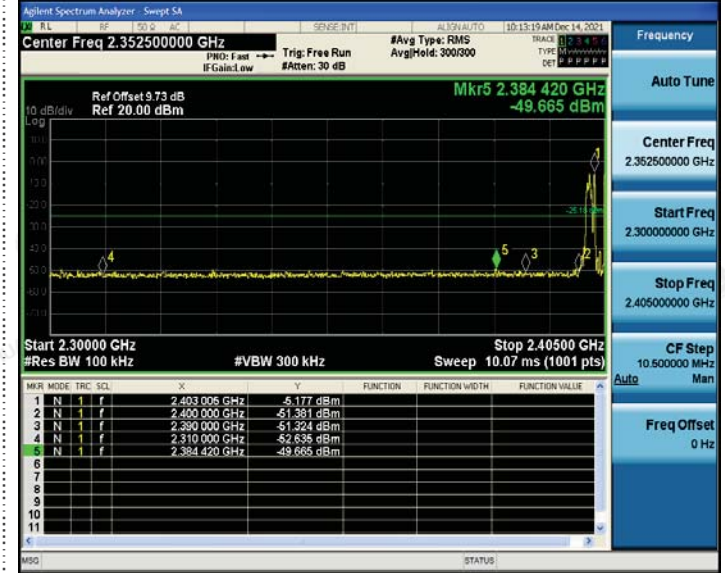 Agilent Spectrum Analyzer - Swept SA
RL RF 50 Ω AC SENSE:INT ALIGN AUTO 10:13:19 AM Dec 14, 2021
Center Freq 2.352500000 GHz
PNO: Fast
IFGain:Low
Trig: Free Run
#Atten: 30 dB
#Avg Type: RMS
Avg|Hold: 300/300
TRACE 1 2 3 4 5 6
TYPE M
DET P P P P P P
Mkr5 2.384 420 GHz
-49.665 dBm
Ref Offset 9.73 dB
10 dB/div Ref 20.00 dBm
Log
10.0
0.00
1
4
5
3
2
Start 2.30000 GHz Stop 2.40500 GHz
#Res BW 100 kHz #VBW 300 kHz Sweep 10.07 ms (1001 pts)
MKR MODE TRC SCL X Y FUNCTION FUNCTION WIDTH FUNCTION VALUE
1 N 1 f 2.403 005 GHz -5.177 dBm
2 N 1 f 2.400 000 GHz -51.381 dBm
3 N 1 f 2.390 000 GHz -51.324 dBm
4 N 1 f 2.310 000 GHz -52.635 dBm
5 N 1 f 2.384 420 GHz -49.665 dBm
6
7
8
9
10
11
MSG STATUS
Frequency
Auto Tune
Center Freq
2.352500000 GHz
Start Freq
2.300000000 GHz
Stop Freq
2.405000000 GHz
CF Step
10.500000 MHz
Auto Man
Freq Offset
0 Hz